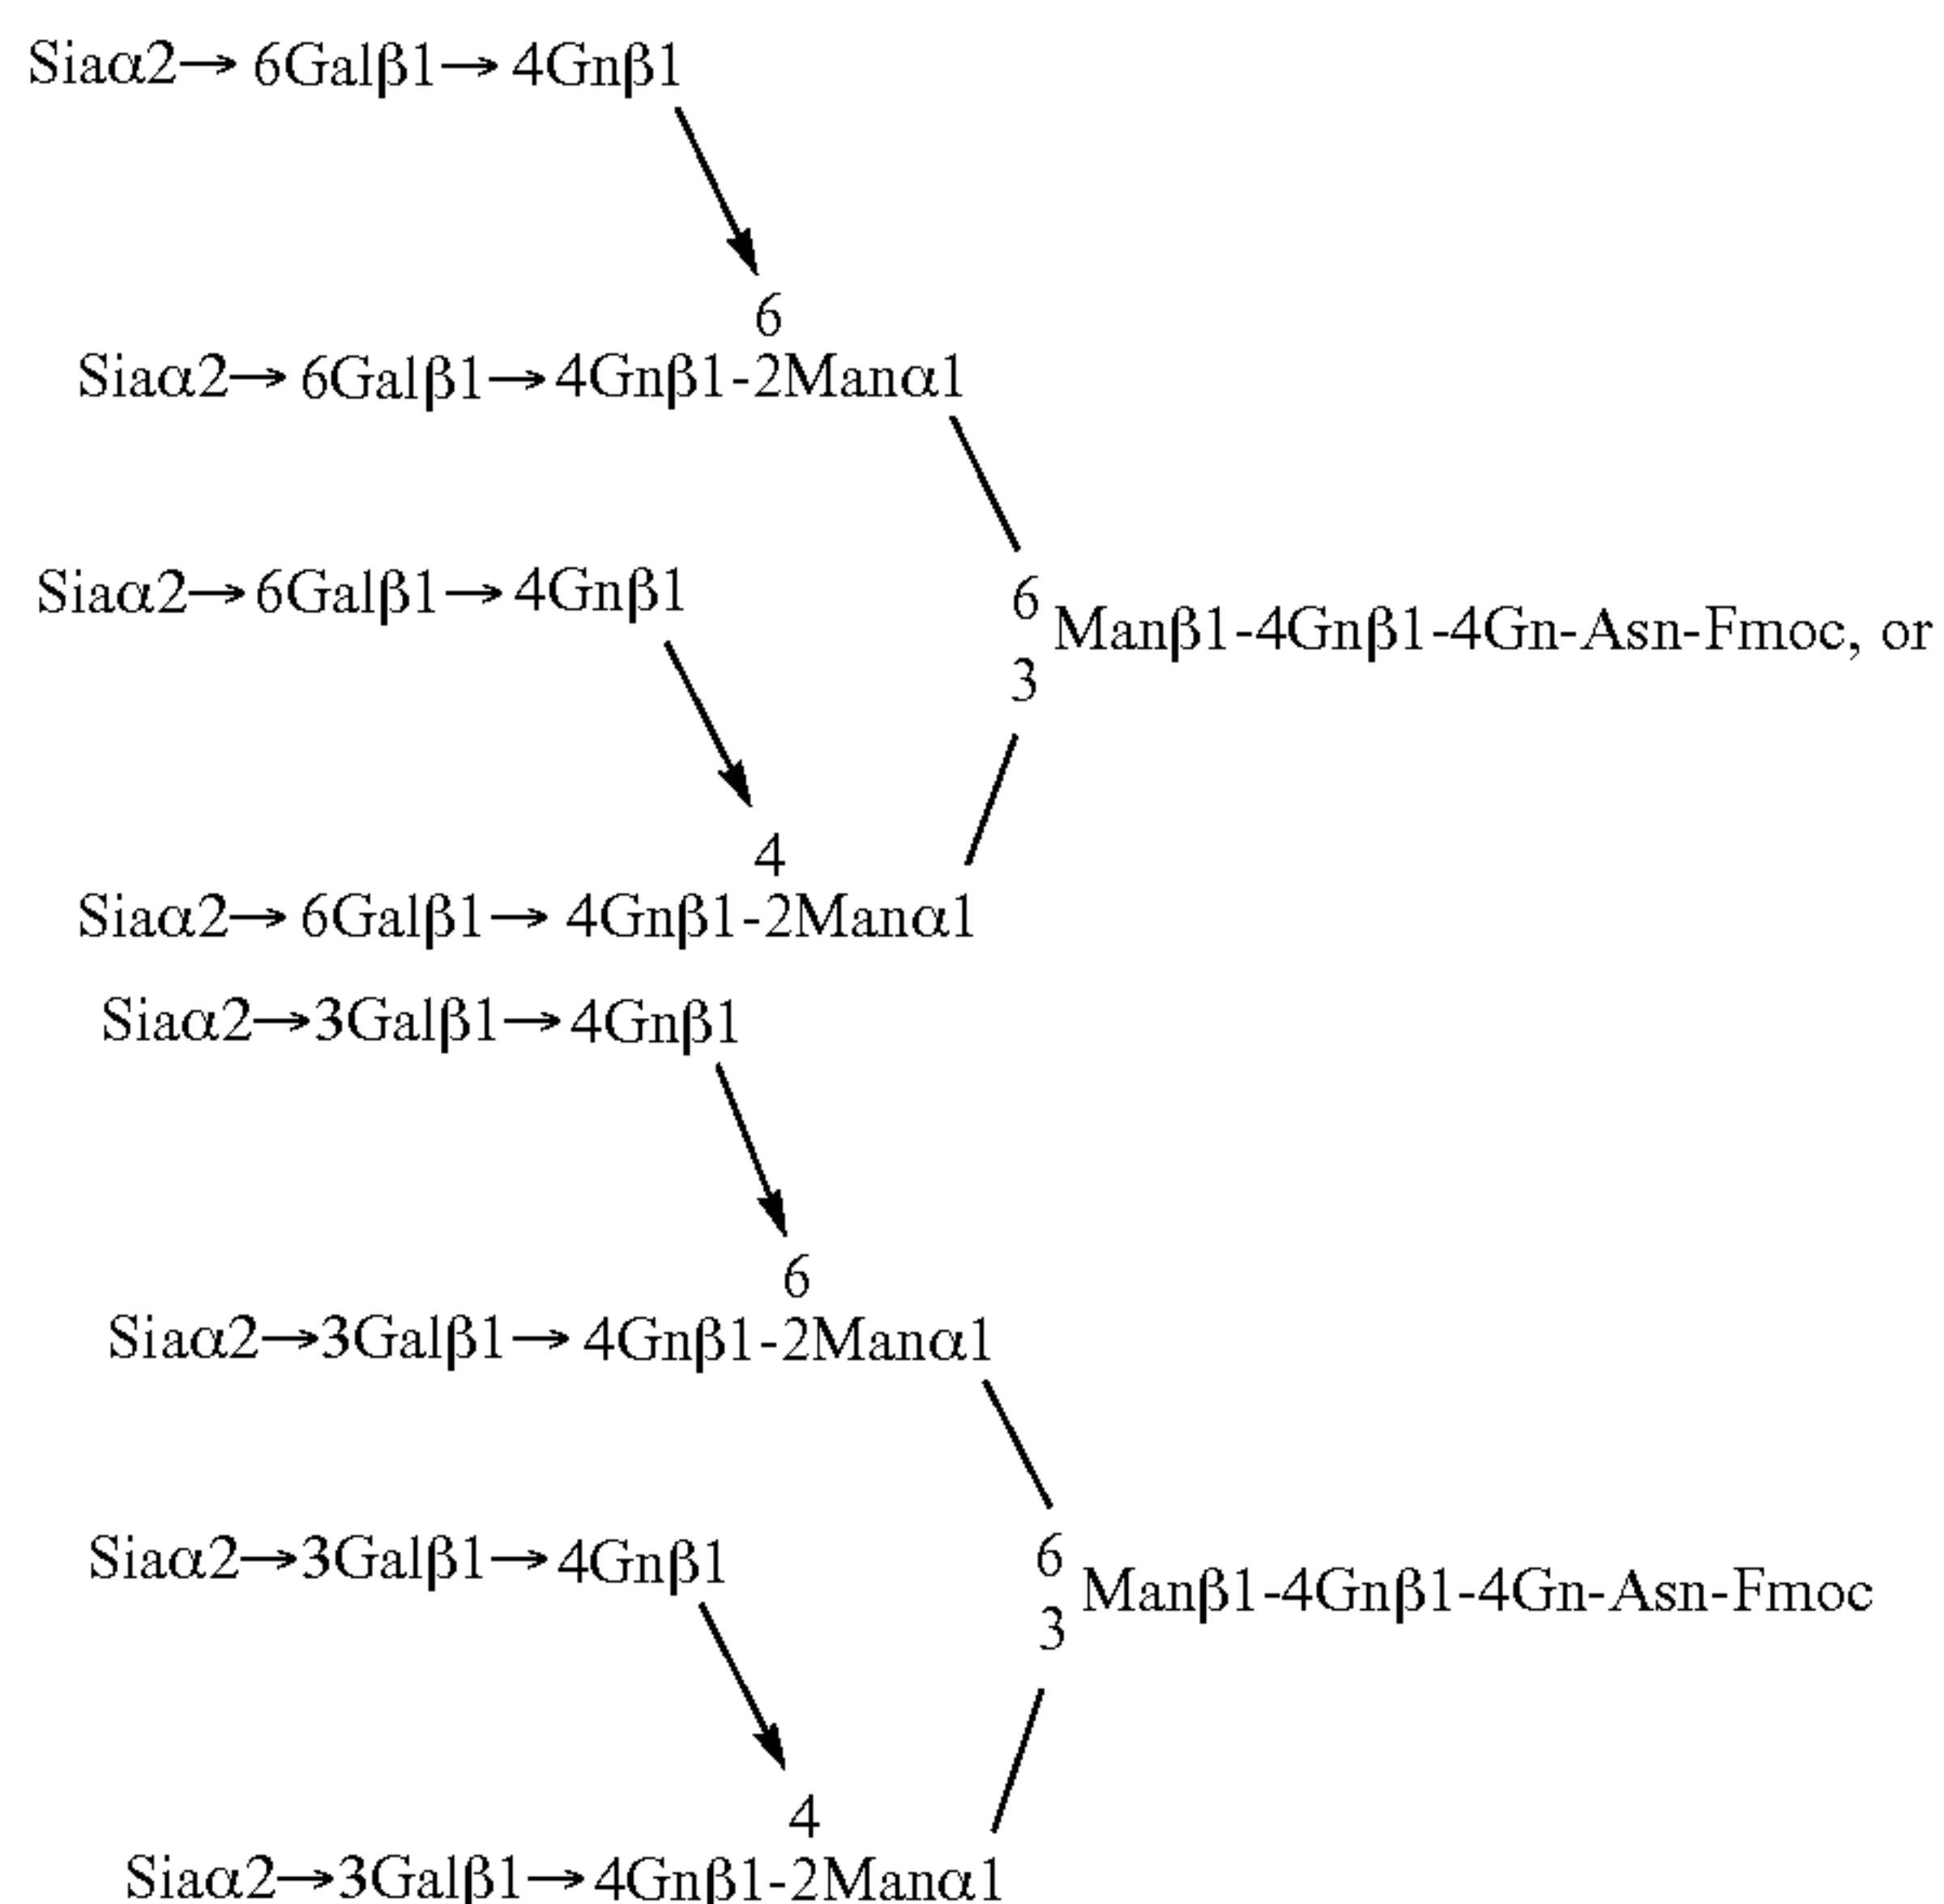 Siaα2→ 6Galβ1→ 4Gnβ1
6
Siaα2→ 6Galβ1→ 4Gnβ1-2Manα1
Siaα2→6Galβ1→ 4Gnβ1
6
Manβ1-4Gnβ1-4Gn-Asn-Fmoc, or
3
4
Siaα2→ 6Galβ1→ 4Gnβ1-2Manα1
Siaα2→3Galβ1→ 4Gnβ1
6
Siaα2→3Galβ1→ 4Gnβ1-2Manα1
Siaα2→3Galβ1→ 4Gnβ1
6
Manβ1-4Gnβ1-4Gn-Asn-Fmoc
3
4
Siaα2→3Galβ1→4Gnβ1-2Manα1